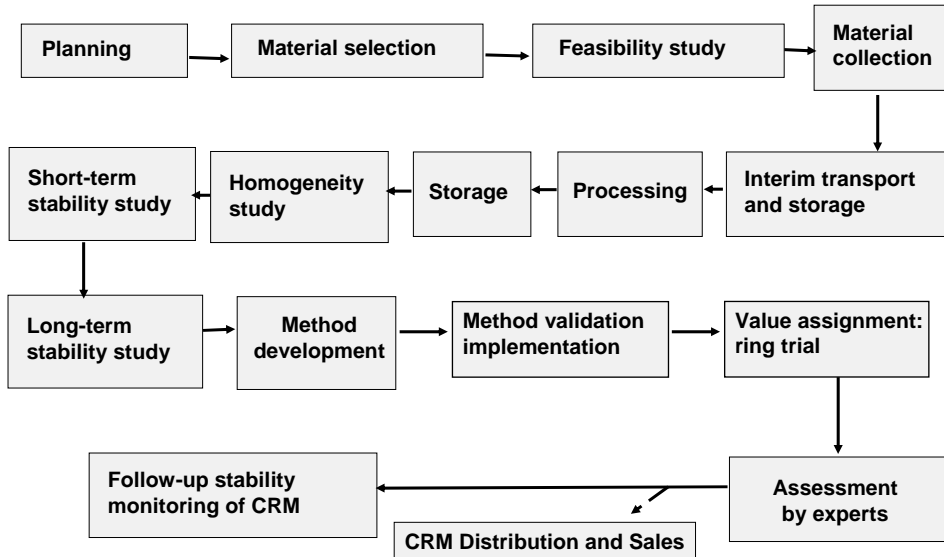 Planning
Material selection
Feasibility study
Material
collection
Interim transport
and storage
Processing
Storage
Homogeneity
study
Short-term
stability study
Long-term
stability study
Method
development
Method validation
implementation
Value assignment:
ring trial
Assessment
by experts
Follow-up stability
monitoring of CRM
CRM Distribution and Sales